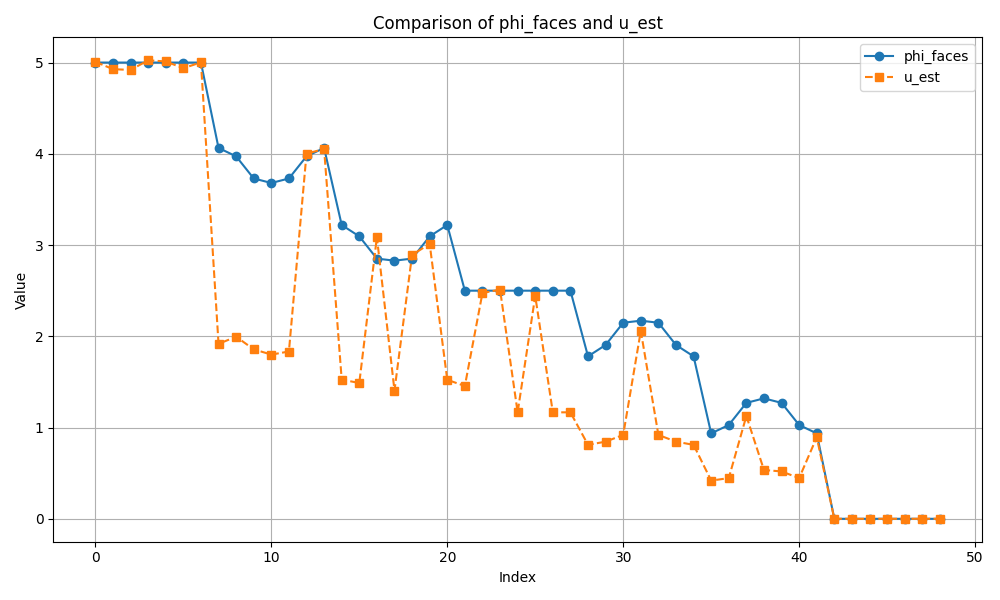 Comparison of phi_faces and u_est
phi_faces
u_est
Value
5
4
3
2
1
0
0 10 20 30 40 50
Index